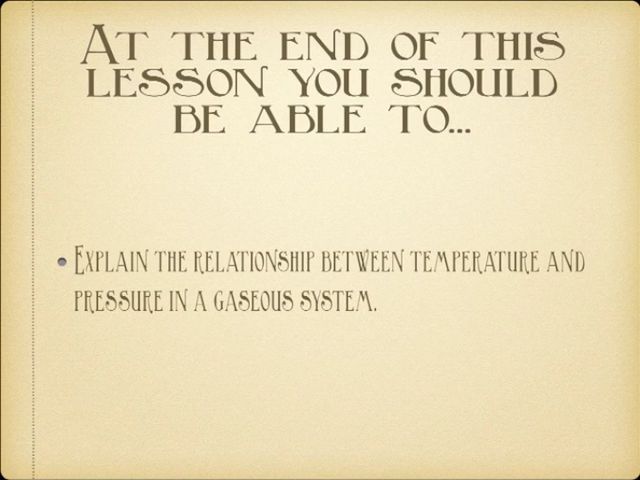 At the end of this
lesson you should
be able to...
• Explain the relationship between temperature and
pressure in a gaseous system.